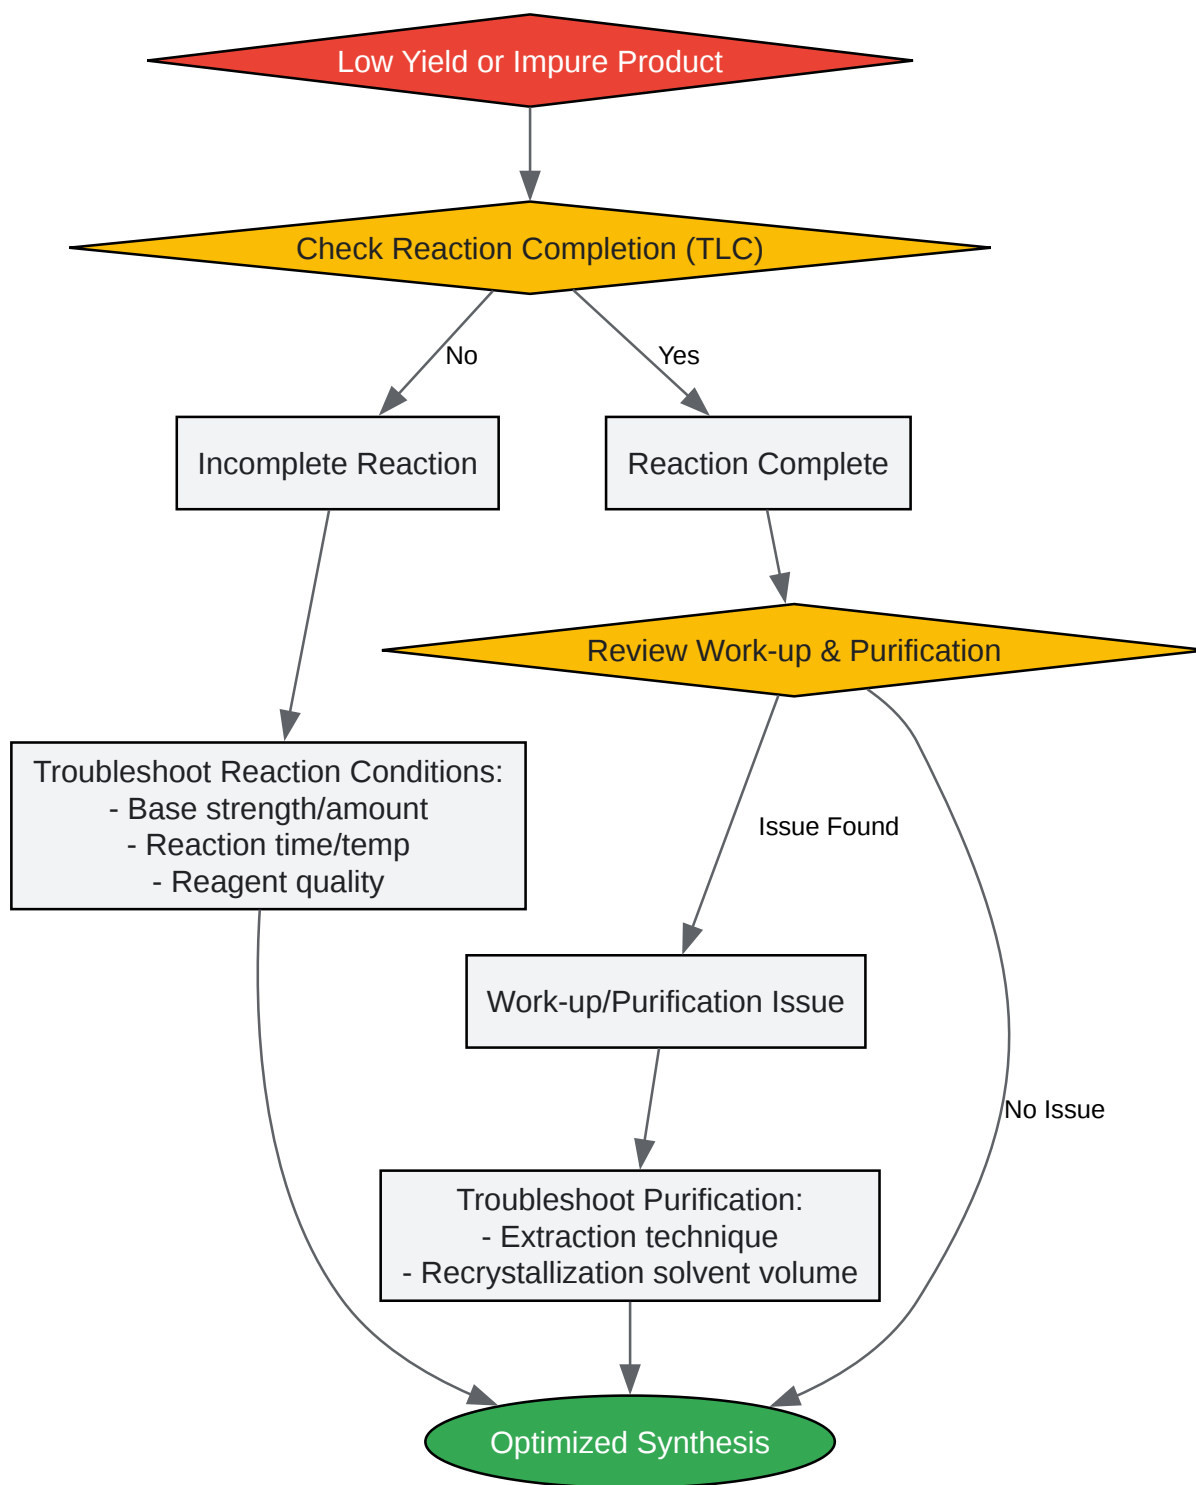 Low Yield or Impure Product
Check Reaction Completion (TLC)
No
Yes
Incomplete Reaction
Reaction Complete
Review Work-up & Purification
Troubleshoot Reaction Conditions:
- Base strength/amount
- Reaction time/temp
- Reagent quality
Issue Found
Work-up/Purification Issue
No Issue
Troubleshoot Purification:
- Extraction technique
- Recrystallization solvent volume
Optimized Synthesis